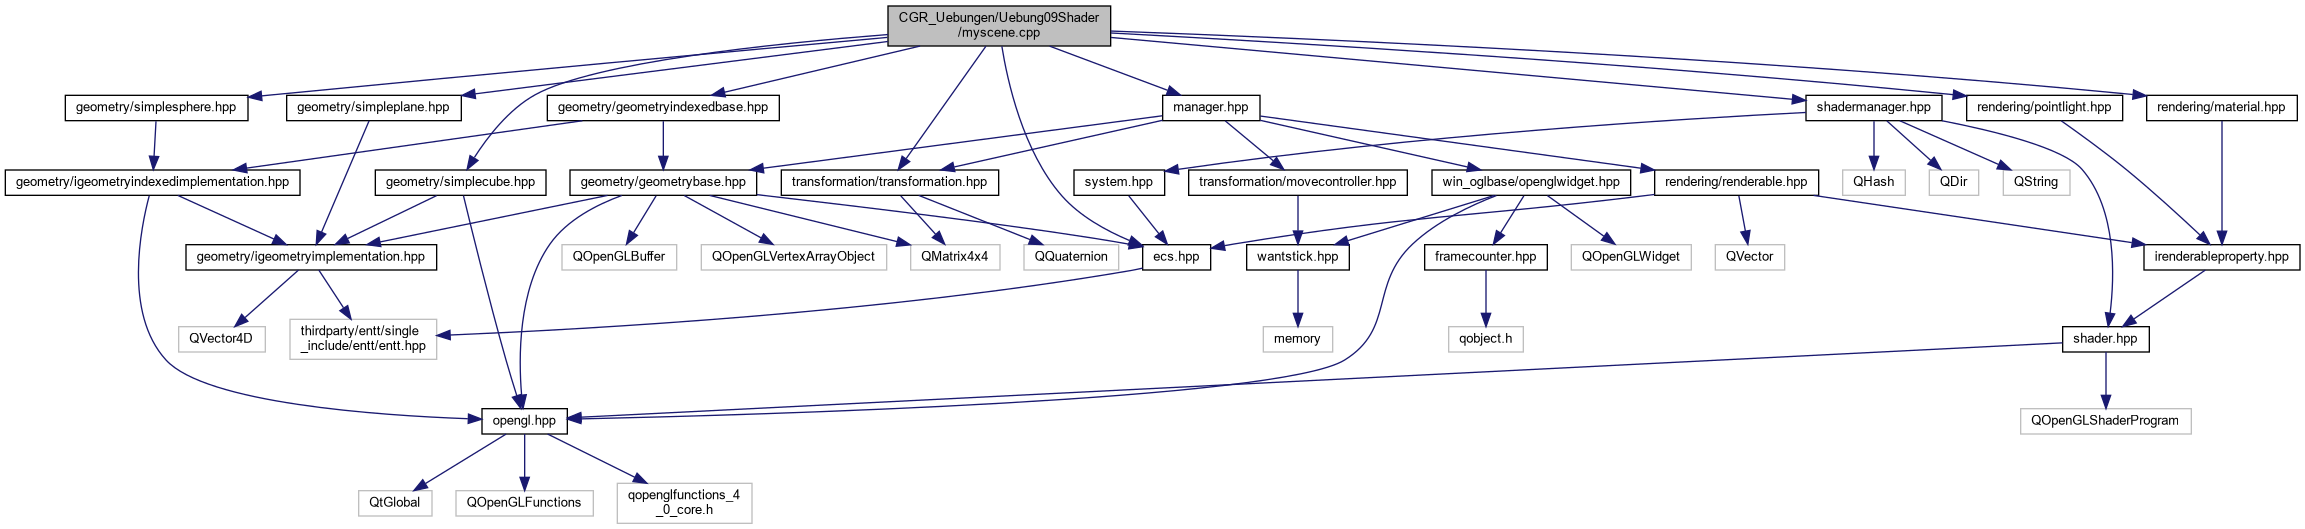 CGR_Uebungen/Uebung09Shader
/myscene.cpp
geometry/simplesphere.hpp
geometry/simpleplane.hpp
geometry/geometryindexedbase.hpp
manager.hpp
shadermanager.hpp
rendering/pointlight.hpp
rendering/material.hpp
geometry/igeometryindexedimplementation.hpp
geometry/simplecube.hpp
geometry/geometrybase.hpp
transformation/transformation.hpp
system.hpp
transformation/movecontroller.hpp
win_oglbase/openglwidget.hpp
rendering/renderable.hpp
QHash
QDir
QString
geometry/igeometryimplementation.hpp
QOpenGLBuffer
QOpenGLVertexArrayObject
QMatrix4x4
QQuaternion
ecs.hpp
wantstick.hpp
framecounter.hpp
QOpenGLWidget
QVector
irenderableproperty.hpp
QVector4D
thirdparty/entt/single
_include/entt/entt.hpp
memory
qobject.h
shader.hpp
opengl.hpp
QOpenGLShaderProgram
QtGlobal
QOpenGLFunctions
qopenglfunctions_4
_0_core.h